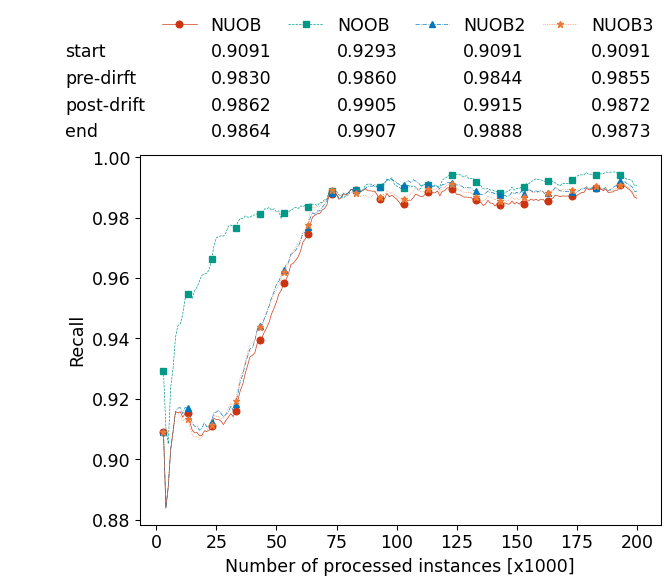 NUOB NOOB NUOB2 NUOB3
start 0.9091 0.9293 0.9091 0.9091
pre-dirft 0.9830 0.9860 0.9844 0.9855
post-drift 0.9862 0.9905 0.9915 0.9872
end 0.9864 0.9907 0.9888 0.9873
1.00
0.98
0.96
0.94
0.92
0.90
0.88
Recall
0 25 50 75 100 125 150 175 200
Number of processed instances [x1000]